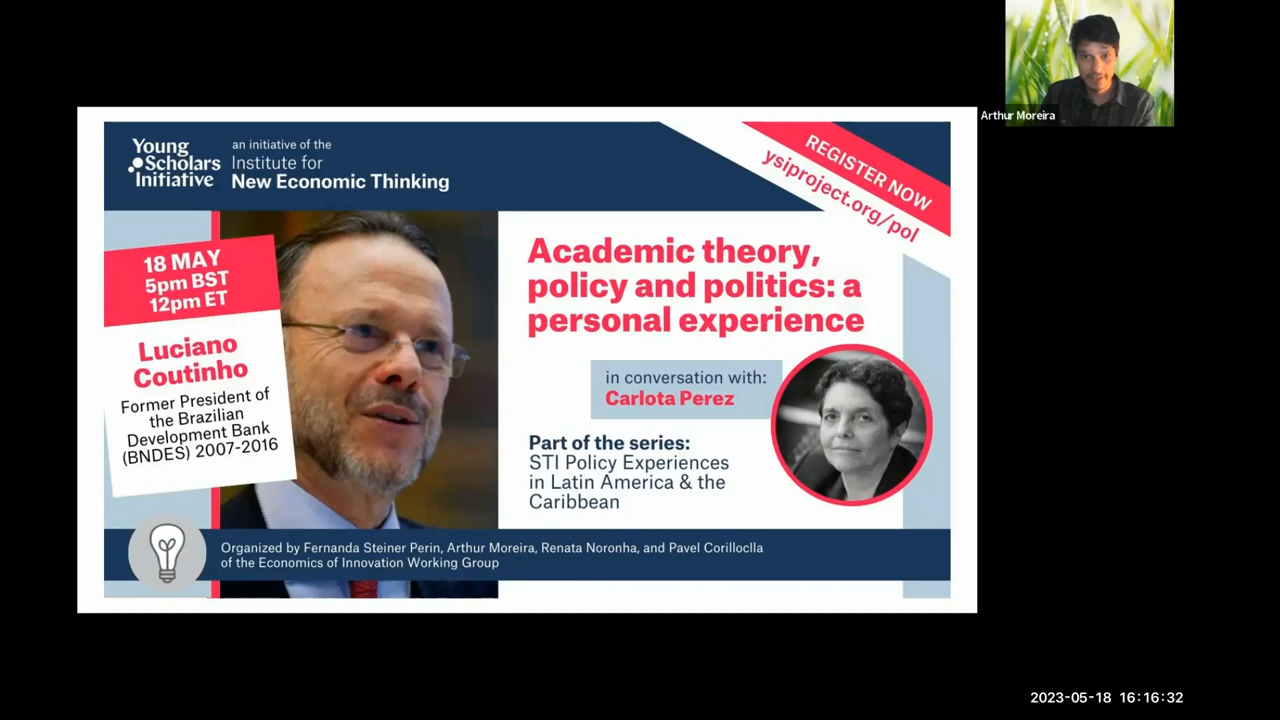 Young
Scholars
Initiative
an initiative of the
Institute for
New Economic Thinking
REGISTER NOW
ysiproject.org/pol
18 MAY
5pm BST
12pm ET
Luciano
Coutinho
Former President of
the Brazilian
Development Bank
(BNDES) 2007-2016
Academic theory,
policy and politics: a
personal experience
in conversation with:
Carlota Perez
Part of the series:
STI Policy Experiences
in Latin America & the
Caribbean
Organized by Fernanda Steiner Perin, Arthur Moreira, Renata Noronha, and Pavel Corilloclla
of the Economics of Innovation Working Group
Arthur Moreira
2023-05-18 16:16:32